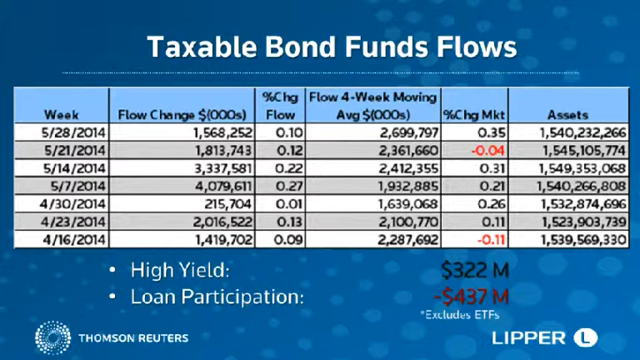 Taxable Bond Funds Flows
Week Flow Change $(000s) %Chg Flow Flow 4-Week Moving Avg $(000s) %Chg Mkt Assets
5/28/2014 1,568,252 0.10 2,699,797 0.35 1,540,232,266
5/21/2014 1,813,743 0.12 2,361,660 -0.04 1,545,105,774
5/14/2014 3,337,581 0.22 2,412,355 0.31 1,549,353,068
5/7/2014 4,079,611 0.27 1,932,885 0.21 1,540,266,808
4/30/2014 215,704 0.01 1,639,068 0.26 1,532,874,696
4/23/2014 2,016,522 0.13 2,100,770 0.11 1,523,903,739
4/16/2014 1,419,702 0.09 2,287,692 -0.11 1,539,569,330
• High Yield: $322 M
• Loan Participation: -$437 M
*Excludes ETFs
THOMSON REUTERS
LIPPER L